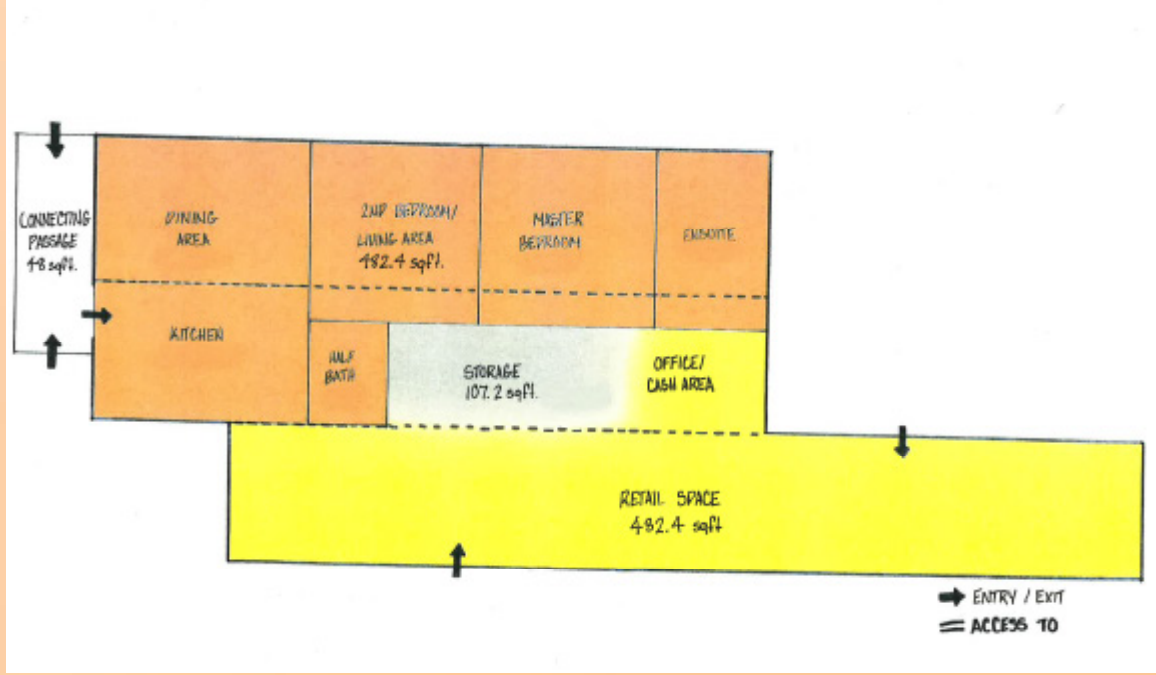 CONNECTING
PASSAGE
48 sqft.
DINING
AREA
2ND BEDROOM/
LIVING AREA
482.4 sqft.
MASTER
BEDROOM
ENSUITE
KITCHEN
HALF
BATH
STORAGE
107.2 sqft.
OFFICE/
CASH AREA
RETAIL SPACE
482.4 sqft
ENTRY / EXIT
ACCESS TO